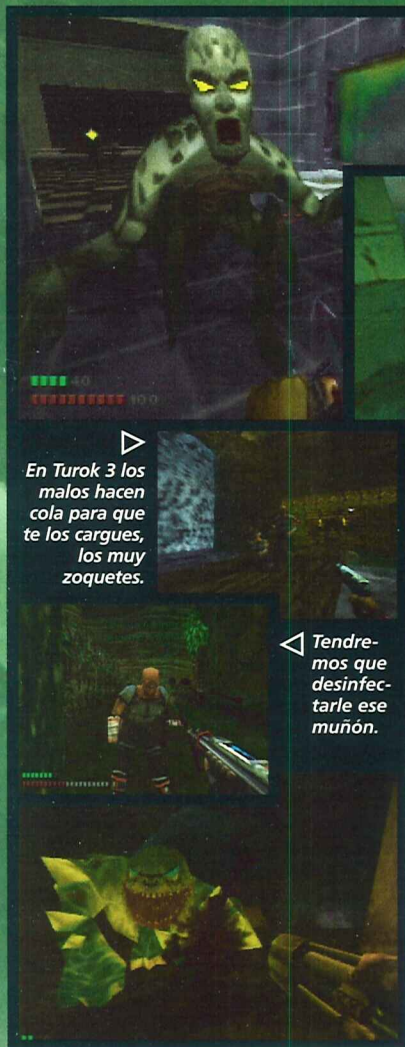 40
100
En Turok 3 los
malos hacen
cola para que
te los cargues,
los muy
zoquetes.
Tendre-
mos que
desinfec-
tarle ese
muñón.